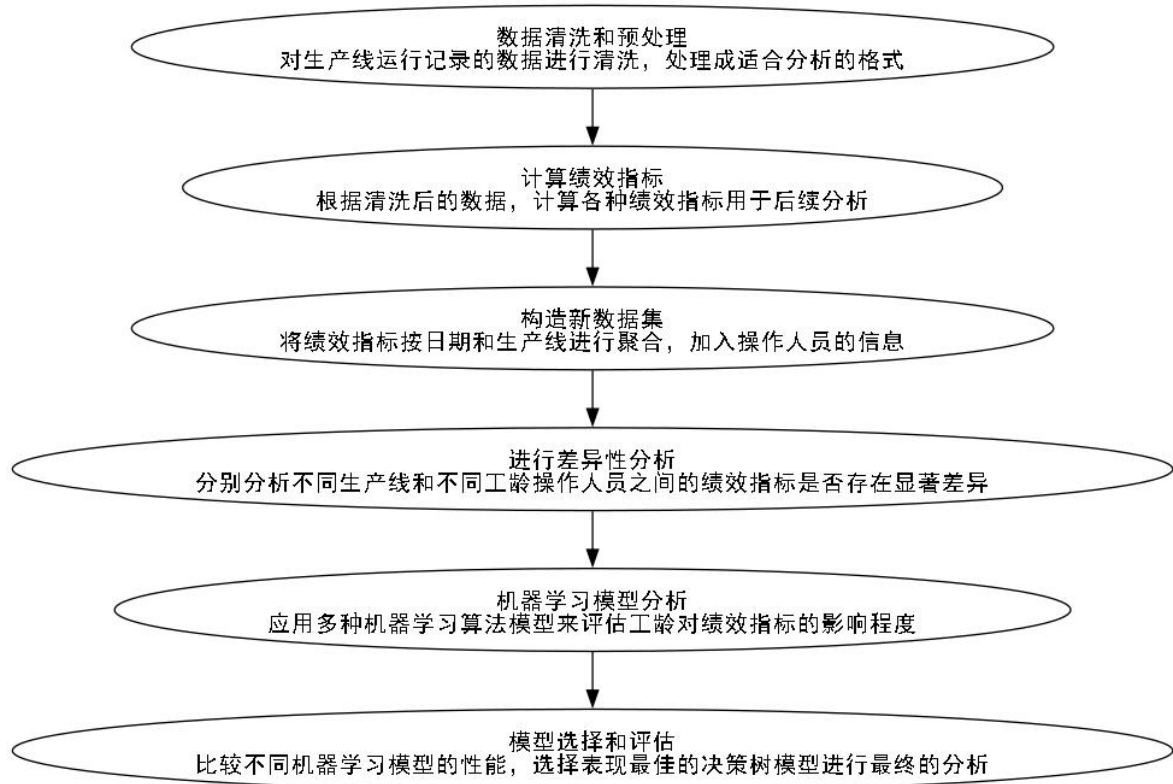 数据清洗和预处理
对生产线运行记录的数据进行清洗，处理成适合分析的格式
计算绩效指标
根据清洗后的数据，计算各种绩效指标用于后续分析
构造新数据集
将绩效指标按日期和生产线进行聚合，加入操作人员的信息
进行差异性分析
分别分析不同生产线和不同工龄操作人员之间的绩效指标是否存在显著差异
机器学习模型分析
应用多种机器学习算法模型来评估工龄对绩效指标的影响程度
模型选择和评估
比较不同机器学习模型的性能，选择表现最佳的决策树模型进行最终的分析